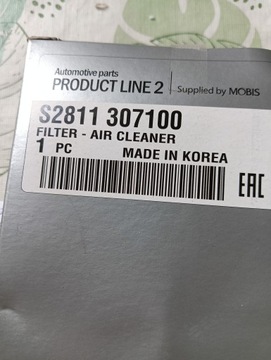 Automotive parts
PRODUCT LINE 2 Supplied by MOBIS
S2811 307100
FILTER - AIR CLEANER
1 PC MADE IN KOREA
EAC